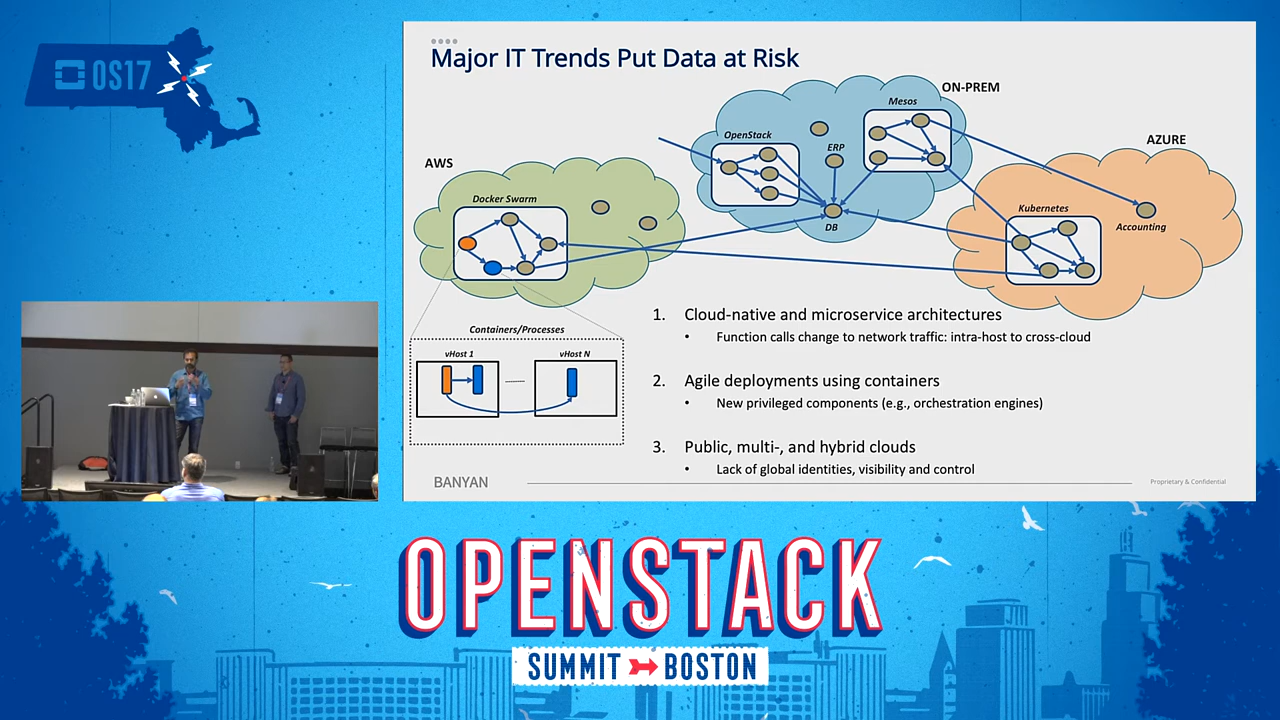 OS17
Major IT Trends Put Data at Risk
ON-PREM
Mesos
OpenStack
ERP
DB
AWS
Docker Swarm
AZURE
Kubernetes
Accounting
Containers/Processes
vHost 1
vHost N
1. Cloud-native and microservice architectures
• Function calls change to network traffic: intra-host to cross-cloud
2. Agile deployments using containers
• New privileged components (e.g., orchestration engines)
3. Public, multi-, and hybrid clouds
• Lack of global identities, visibility and control
BANYAN
Proprietary & Confidential
OPENSTACK
SUMMIT BOSTON